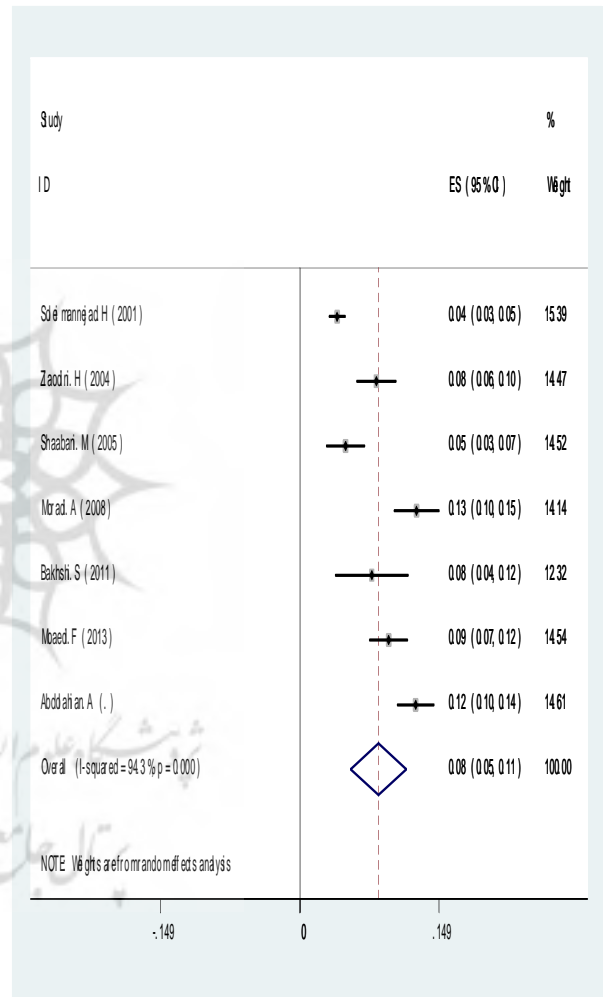 Study %
ID ES (95% CI) Weight
Soleimannejad. H (2001) 0.04 (0.03, 0.05) 15.39
0.08 (0.06, 0.10) 14.47
Shaabani. M (2005) 0.05 (0.03, 0.07) 14.52
Morad. A (2008) 0.13 (0.10, 0.15) 14.14
Bakhshi. S (2011) 0.08 (0.04, 0.12) 12.32
Moaed. F (2013) 0.09 (0.07, 0.12) 14.54
Abdolahian. A (.) 0.12 (0.10, 0.14) 14.61
Overall (I-squared = 94.3%, p = 0.000) 0.08 (0.05, 0.11) 100.00
NOTE: Weights are from random effects analysis
-.149 0 .149